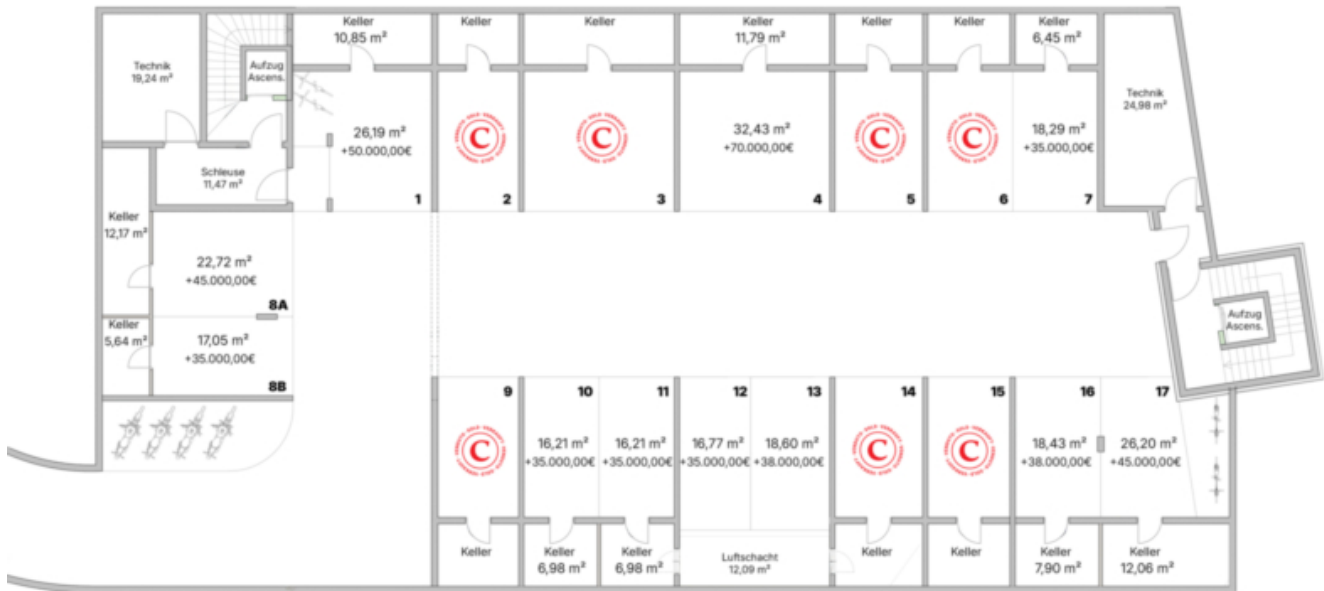 Keller
10,85 m²
Keller
Keller
Keller
11,79 m²
Keller
Keller
Keller
6,45 m²
Technik
19,24 m²
Aufzug
Ascens.
Technik
24,98 m²
26,19 m²
+50.000,00€
C
C
32,43 m²
+70.000,00€
C
C
18,29 m²
+35.000,00€
Schleuse
11,47 m²
1
2
3
4
5
6
7
Keller
12,17 m²
22,72 m²
+45.000,00€
8A
Keller
5,64 m²
17,05 m²
+35.000,00€
8B
Aufzug
Ascens.
9
10
11
12
13
14
15
16
17
C
16,21 m²
+35.000,00€
16,21 m²
+35.000,00€
16,77 m²
+35.000,00€
18,60 m²
+38.000,00€
C
C
18,43 m²
+38.000,00€
26,20 m²
+45.000,00€
Keller
Keller
6,98 m²
Keller
6,98 m²
Luftschacht
12,09 m²
Keller
Keller
Keller
7,90 m²
Keller
12,06 m²